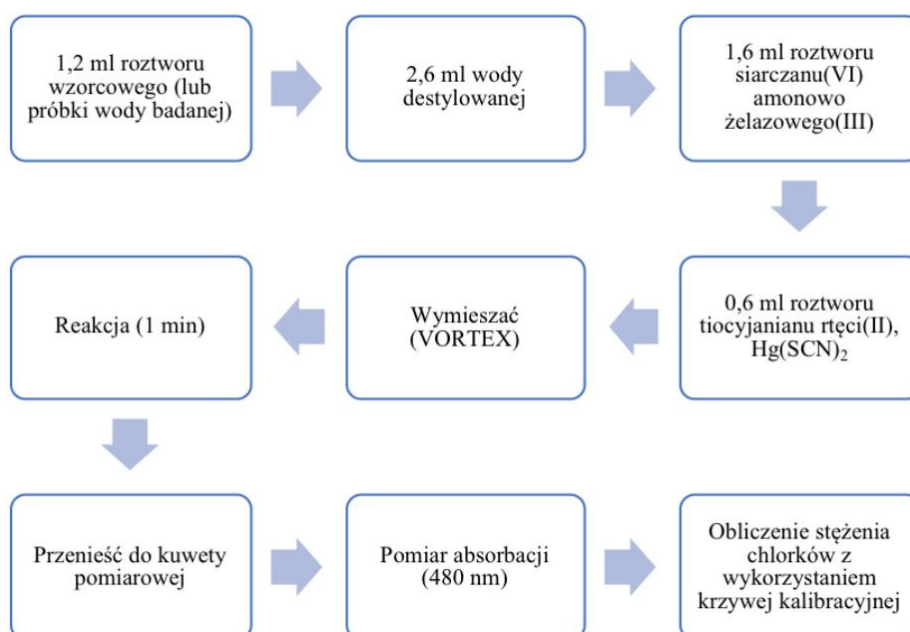 1,2 ml roztworu
wzorcowego (lub
próbki wody badanej)
2,6 ml wody
destylowanej
1,6 ml roztworu
siarczanu(VI)
amonowo
żelazowego(III)
0,6 ml roztworu
tiocyjanianu rtęci(II),
Hg(SCN)₂
Wymieszać
(VORTEX)
Reakcja (1 min)
Przenieść do kuwety
pomiarowej
Pomiar absorbacji
(480 nm)
Obliczenie stężenia
chlorków z
wykorzystaniem
krzywej kalibracyjnej